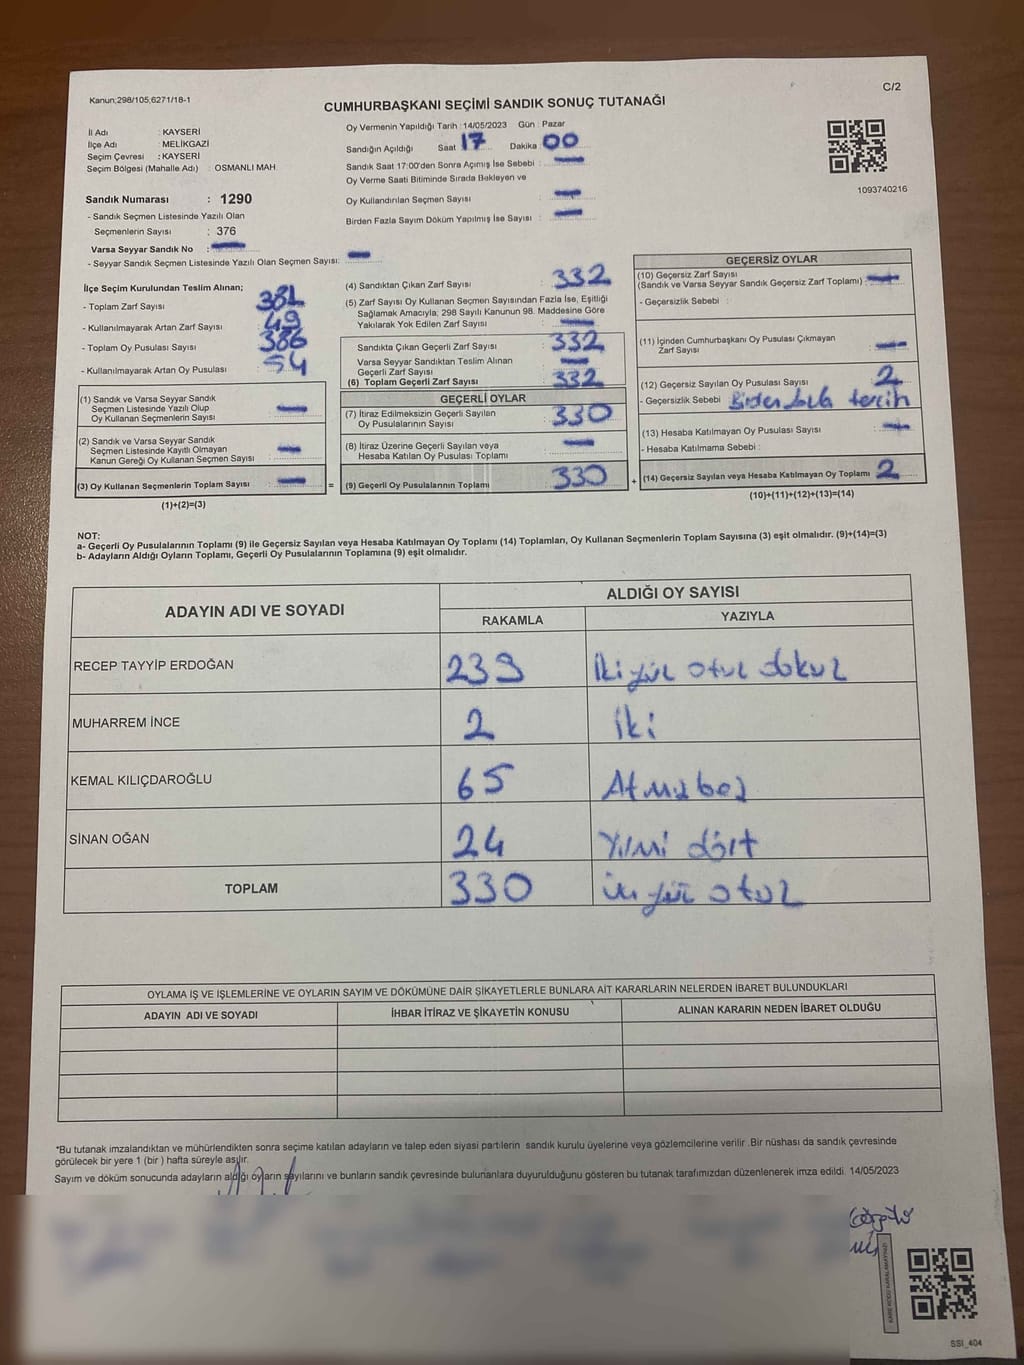 Kanun;298/105;6271/18-1
C/2
CUMHURBAŞKANI SEÇİMİ SANDIK SONUÇ TUTANAĞI
İl Adı : KAYSERİ
İlçe Adı : MELİKGAZİ
Seçim Çevresi : KAYSERİ
Seçim Bölgesi (Mahalle Adı) : OSMANLI MAH
Sandık Numarası : 1290
- Sandık Seçmen Listesinde Yazılı Olan
Seçmenlerin Sayısı : 376
Varsa Seyyar Sandık No : —
- Seyyar Sandık Seçmen Listesinde Yazılı Olan Seçmen Sayısı: —
Oy Vermenin Yapıldığı Tarih :14/05/2023 Gün : Pazar
Sandığın Açıldığı Saat 17 Dakika 00
Sandık Saat 17:00'den Sonra Açımış İse Sebebi : —
Oy Verme Saati Bitiminde Sırada Bekleyen ve
Oy Kullandırılan Seçmen Sayısı : —
Birden Fazla Sayım Döküm Yapılmış İse Sayısı : —
1093740216
İlçe Seçim Kurulundan Teslim Alınan;
- Toplam Zarf Sayısı : 381
- Kullanılmayarak Artan Zarf Sayısı : 49
- Toplam Oy Pusulası Sayısı : 386
- Kullanılmayarak Artan Oy Pusulası : 54
(1) Sandık ve Varsa Seyyar Sandık
Seçmen Listesinde Yazılı Olup
Oy Kullanan Seçmenlerin Sayısı : —
(2) Sandık ve Varsa Seyyar Sandık
Seçmen Listesinde Kayıtlı Olmayan
Kanun Gereği Oy Kullanan Seçmen Sayısı : —
(3) Oy Kullanan Seçmenlerin Toplam Sayısı : —
(1)+(2)=(3)
=
(4) Sandıktan Çıkan Zarf Sayısı : 332
(5) Zarf Sayısı Oy Kullanan Seçmen Sayısından Fazla İse, Eşitliği
Sağlamak Amacıyla; 298 Sayılı Kanunun 98. Maddesine Göre
Yakılarak Yok Edilen Zarf Sayısı : —
Sandıkta Çıkan Geçerli Zarf Sayısı : 332
Varsa Seyyar Sandıktan Teslim Alınan
Geçerli Zarf Sayısı : —
(6) Toplam Geçerli Zarf Sayısı : 332
GEÇERLİ OYLAR
(7) İtiraz Edilmeksizin Geçerli Sayılan
Oy Pusulalarının Sayısı : 330
(8) İtiraz Üzerine Geçerli Sayılan veya
Hesaba Katılan Oy Pusulası Toplamı : —
(9) Geçerli Oy Pusulalarının Toplamı : 330
+
GEÇERSİZ OYLAR
(10) Geçersiz Zarf Sayısı
(Sandık ve Varsa Seyyar Sandık Geçersiz Zarf Toplamı) : —
- Geçersizlik Sebebi :
(11) İçinden Cumhurbaşkanı Oy Pusulası Çıkmayan
Zarf Sayısı : —
(12) Geçersiz Sayılan Oy Pusulası Sayısı : 2
- Geçersizlik Sebebi Birden fazla tercih
(13) Hesaba Katılmayan Oy Pusulası Sayısı : —
- Hesaba Katılmama Sebebi :
(14) Geçersiz Sayılan veya Hesaba Katılmayan Oy Toplamı : 2
(10)+(11)+(12)+(13)=(14)
NOT:
a- Geçerli Oy Pusulalarının Toplamı (9) ile Geçersiz Sayılan veya Hesaba Katılmayan Oy Toplamı (14) Toplamları, Oy Kullanan Seçmenlerin Toplam Sayısına (3) eşit olmalıdır. (9)+(14)=(3)
b- Adayların Aldığı Oyların Toplamı, Geçerli Oy Pusulalarının Toplamına (9) eşit olmalıdır.
ADAYIN ADI VE SOYADI
ALDIĞI OY SAYISI
RAKAMLA YAZIYLA
RECEP TAYYİP ERDOĞAN 239 İkiyüz otuz dokuz
MUHARREM İNCE 2 İki
KEMAL KILIÇDAROĞLU 65 Atmışbeş
SİNAN OĞAN 24 Yirmi dört
TOPLAM 330 üçyüz otuz
OYLAMA İŞ VE İŞLEMLERİNE VE OYLARIN SAYIM VE DÖKÜMÜNE DAİR ŞİKAYETLERLE BUNLARA AİT KARARLARIN NELERDEN İBARET BULUNDUKLARI
ADAYIN ADI VE SOYADI İHBAR İTİRAZ VE ŞİKAYETİN KONUSU ALINAN KARARIN NEDEN İBARET OLDUĞU
*Bu tutanak imzalandıktan ve mühürlendikten sonra seçime katılan adayların ve talep eden siyasi partilerin sandık kurulu üyelerine veya gözlemcilerine verilir .Bir nüshası da sandık çevresinde
görülecek bir yere 1 (bir ) hafta süreyle asılır.
Sayım ve döküm sonucunda adayların aldığı oyların sayılarını ve bunların sandık çevresinde bulunanlara duyurulduğunu gösteren bu tutanak tarafımızdan düzenlenerek imza edildi. 14/05/2023
KARE KODU KARALAMAYINIZ!
SSI_404